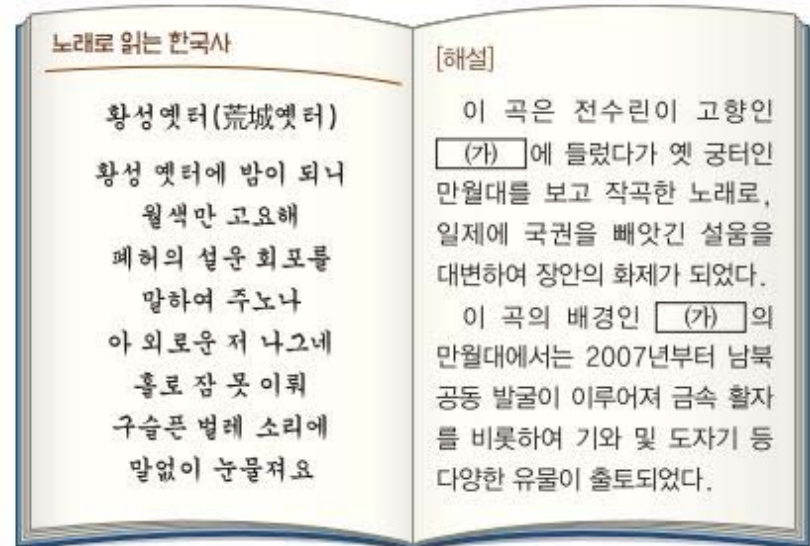 노래로 읽는 한국사
황성 옛 터(荒城옛 터)
황성 옛 터에 밤이 되니
월색만 고요해
폐허의 설운 회포를
말하여 주노나
아 외로운 저 나그네
홀로 잠 못 이뤄
구슬픈 벌레 소리에
말없이 눈물져요
[해설]
이 곡은 전수린이 고향인
(가) 에 들렀다가 옛 궁터인
만월대를 보고 작곡한 노래로,
일제에 국권을 빼앗긴 설움을
대변하여 장안의 화제가 되었다.
이 곡의 배경인 (가) 의
만월대에서는 2007년부터 남북
공동 발굴이 이루어져 금속 활자
를 비롯하여 기와 및 도자기 등
다양한 유물이 출토되었다.